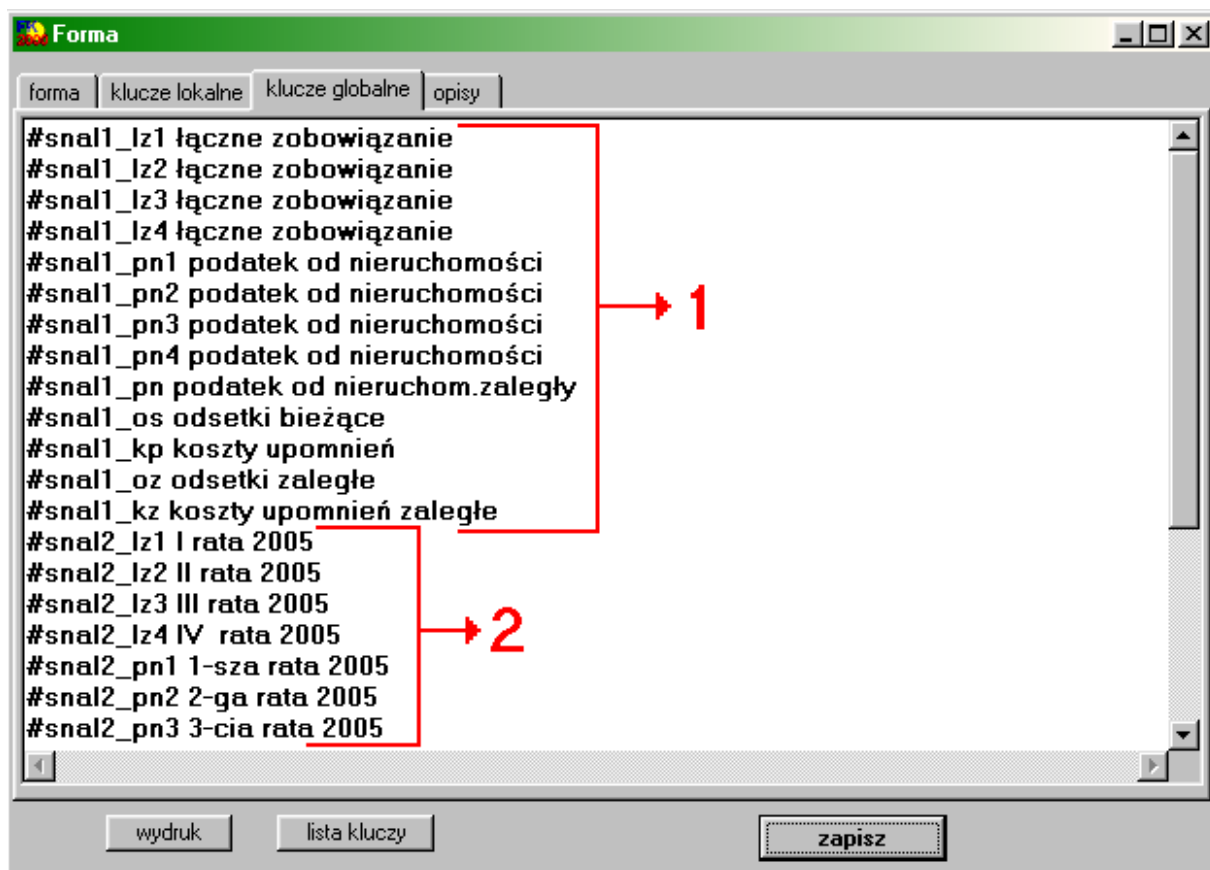 Forma
forma klucze lokalne klucze globalne opisy
#snal1_lz1 łączne zobowiązanie
#snal1_lz2 łączne zobowiązanie
#snal1_lz3 łączne zobowiązanie
#snal1_lz4 łączne zobowiązanie
#snal1_pn1 podatek od nieruchomości
#snal1_pn2 podatek od nieruchomości
#snal1_pn3 podatek od nieruchomości
#snal1_pn4 podatek od nieruchomości
#snal1_pn podatek od nieruchom.zaległy
#snal1_os odsetki bieżące
#snal1_kp koszty upomnień
#snal1_oz odsetki zaległe
#snal1_kz koszty upomnień zaległe
1
#snal2_lz1 I rata 2005
#snal2_lz2 II rata 2005
#snal2_lz3 III rata 2005
#snal2_lz4 IV  rata 2005
#snal2_pn1 1-sza rata 2005
#snal2_pn2 2-ga rata 2005
#snal2_pn3 3-cia rata 2005
2
wydruk lista kluczy zapisz